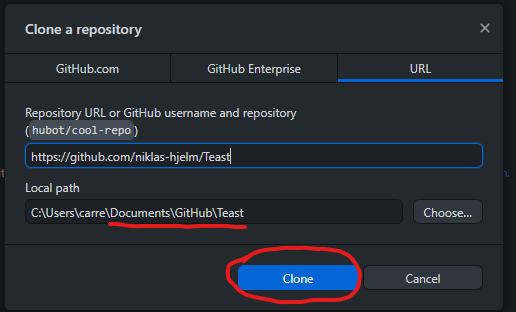 Clone a repository
GitHub.com
GitHub Enterprise
URL
Repository URL or GitHub username and repository
(hubot/cool-repo)
https://github.com/niklas-hjelm/Teast
Local path
C:\Users\carre\Documents\GitHub\Teast
Choose...
Clone
Cancel